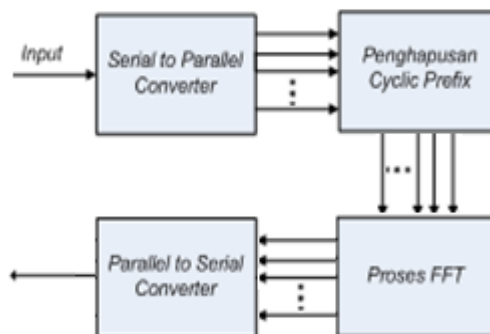 Input
Serial to Parallel
Converter
Penghapusan
Cyclic Prefix
Parallel to Serial
Converter
Proses FFT